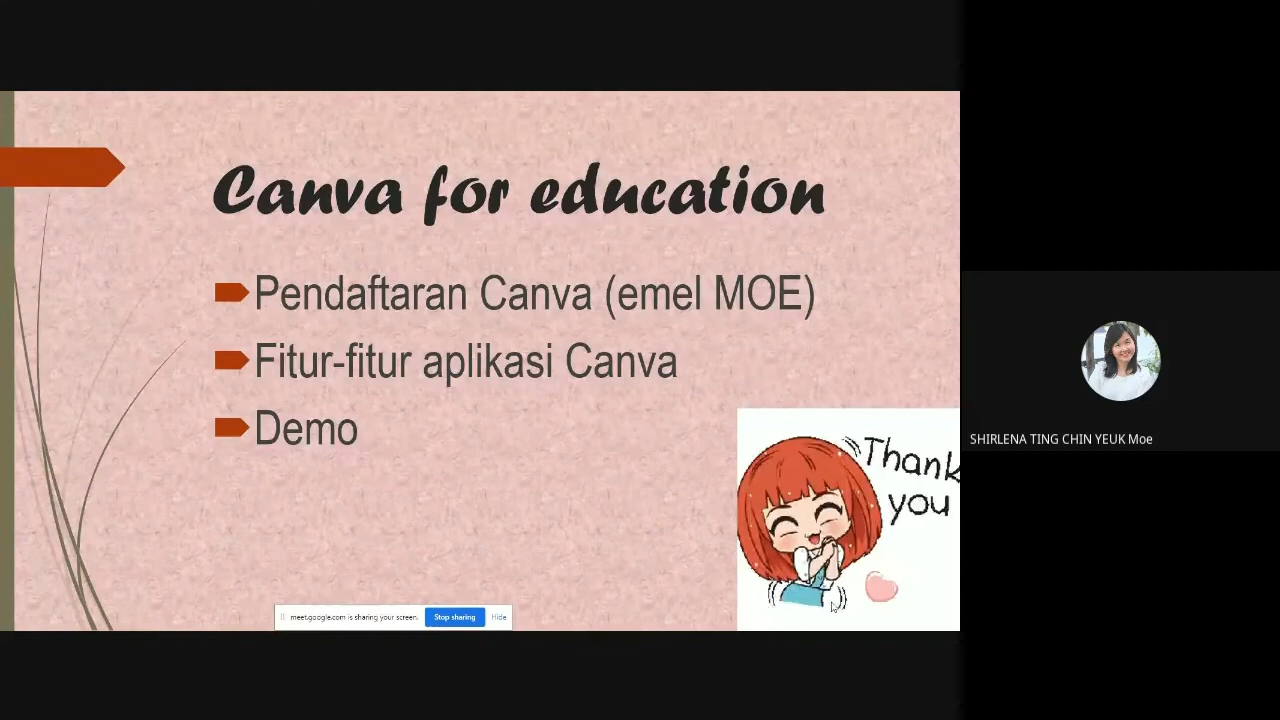 Canva for education
Pendaftaran Canva (emel MOE)
Fitur-fitur aplikasi Canva
Demo
Thank
you
SHIRLENA TING CHIN YEUK Moe
meet.google.com is sharing your screen. Stop sharing Hide